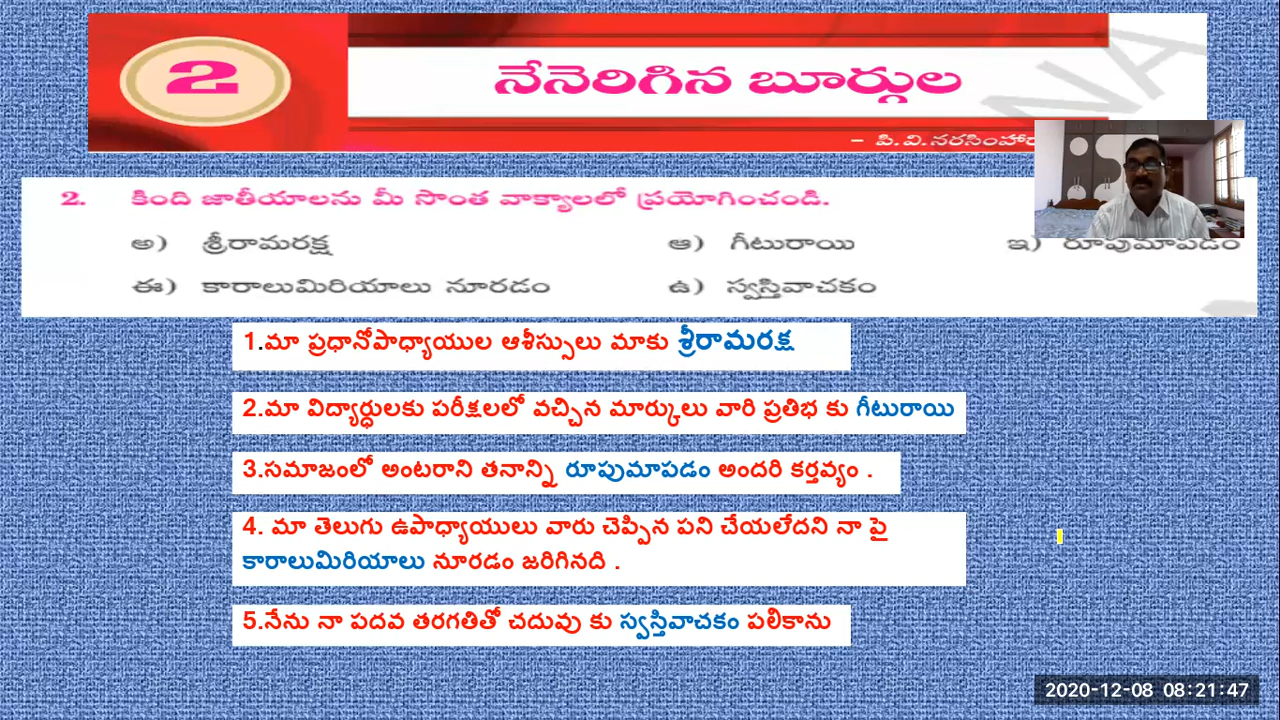 2
నేనెరిగిన బూర్గుల
– పి.వి.నరసింహా
2. కింది జాతీయాలను మీ సొంత వాక్యాలలో ప్రయోగించండి.
అ) శ్రీరామరక్ష ఆ) గీటురాయి ఇ) రూపుమాపడం
ఈ) కారాలుమిరియాలు నూరడం ఉ) స్వస్తివాచకం
1.మా ప్రధానోపాధ్యాయుల ఆశీస్సులు మాకు శ్రీరామరక్ష
2.మా విద్యార్ధులకు పరీక్షలలో వచ్చిన మార్కులు వారి ప్రతిభ కు గీటురాయి
3.సమాజంలో అంటరాని తనాన్ని రూపుమాపడం అందరి కర్తవ్యం .
4. మా తెలుగు ఉపాధ్యాయులు వారు చెప్పిన పని చేయలేదని నా పై
కారాలుమిరియాలు నూరడం జరిగినది .
5.నేను నా పదవ తరగతితో చదువు కు స్వస్తివాచకం పలికాను
2020-12-08 08:21:47